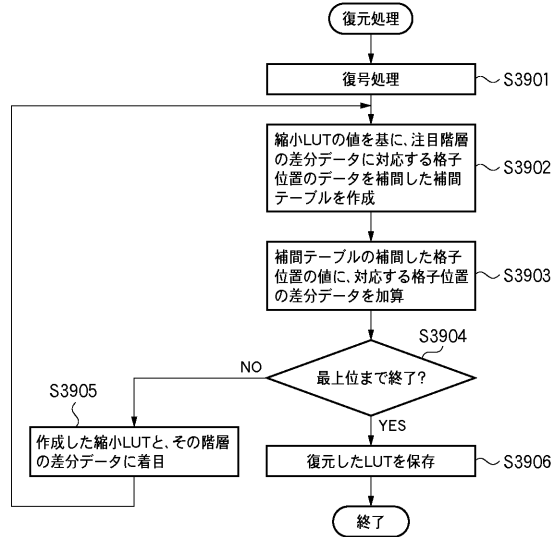 復元処理
復号処理
S3901
縮小LUTの値を基に、注目階層
の差分データに対応する格子
位置のデータを補間した補間
テーブルを作成
S3902
補間テーブルの補間した格子
位置の値に、対応する格子位置
の差分データを加算
S3903
S3904
最上位まで終了?
NO
YES
S3905
作成した縮小LUTと、その階層
の差分データに着目
復元したLUTを保存
S3906
終了